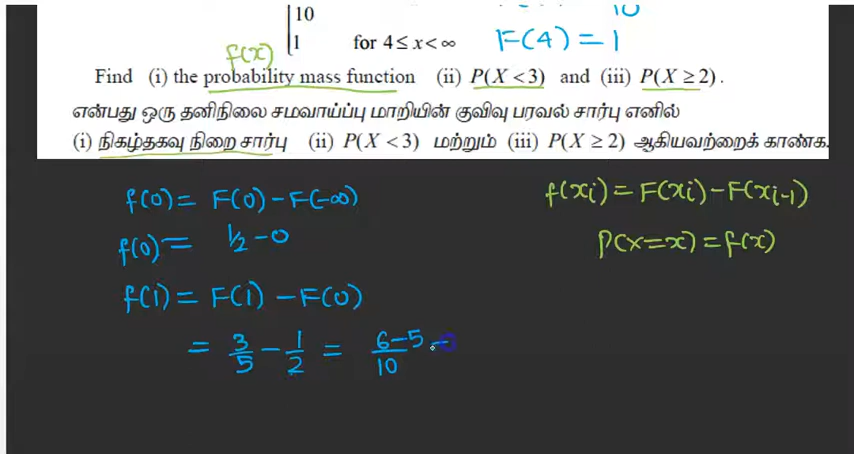 10
10
1 for 4 ≤ x < ∞ F(4) = 1
f(x)
Find (i) the probability mass function (ii) P(X < 3) and (iii) P(X ≥ 2).
என்பது ஒரு தனிநிலை சமவாய்ப்பு மாறியின் குவிவு பரவல் சார்பு எனில்
(i) நிகழ்தகவு நிறை சார்பு (ii) P(X < 3) மற்றும் (iii) P(X ≥ 2) ஆகியவற்றைக் காண்க.
f(0) = F(0) - F(-∞)
f(xi) = F(xi) - F(xi-1)
f(0) = 1/2 - 0
P(X=x) = f(x)
f(1) = F(1) - F(0)
= 3/5 - 1/2 = 6-5/10